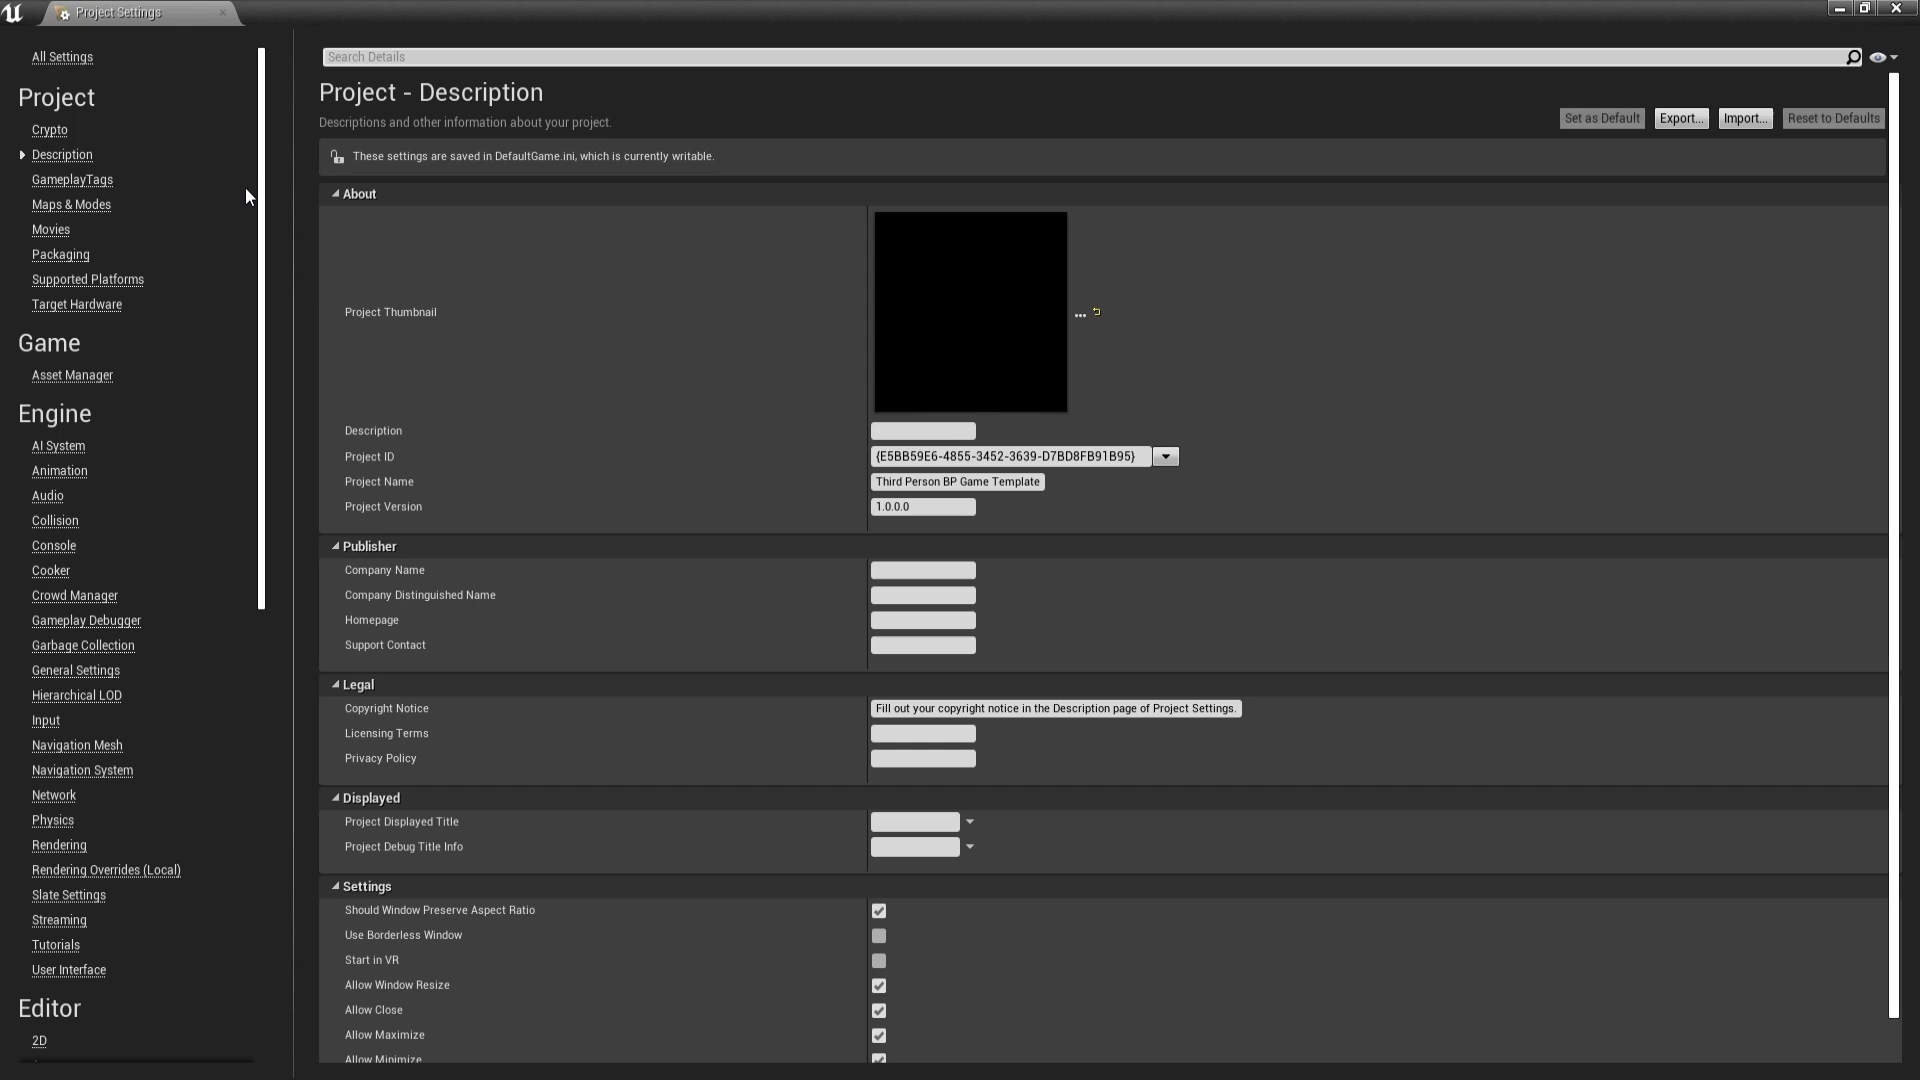 Project Settings
All Settings
Project
Crypto
Description
GameplayTags
Maps & Modes
Movies
Packaging
Supported Platforms
Target Hardware
Game
Asset Manager
Engine
AI System
Animation
Audio
Collision
Console
Cooker
Crowd Manager
Gameplay Debugger
Garbage Collection
General Settings
Hierarchical LOD
Input
Navigation Mesh
Navigation System
Network
Physics
Rendering
Rendering Overrides (Local)
Slate Settings
Streaming
Tutorials
User Interface
Editor
2D
Search Details
Project - Description
Descriptions and other information about your project.
Set as Default Export... Import... Reset to Defaults
These settings are saved in DefaultGame.ini, which is currently writable.
About
Project Thumbnail
Description
Project ID {E5BB59E6-4855-3452-3639-D7BD8FB91B95}
Project Name Third Person BP Game Template
Project Version 1.0.0.0
Publisher
Company Name
Company Distinguished Name
Homepage
Support Contact
Legal
Copyright Notice Fill out your copyright notice in the Description page of Project Settings.
Licensing Terms
Privacy Policy
Displayed
Project Displayed Title
Project Debug Title Info
Settings
Should Window Preserve Aspect Ratio
Use Borderless Window
Start in VR
Allow Window Resize
Allow Close
Allow Maximize
Allow Minimize